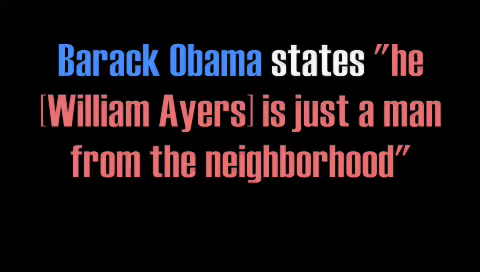 Barack Obama states "he
[William Ayers] is just a man
from the neighborhood"